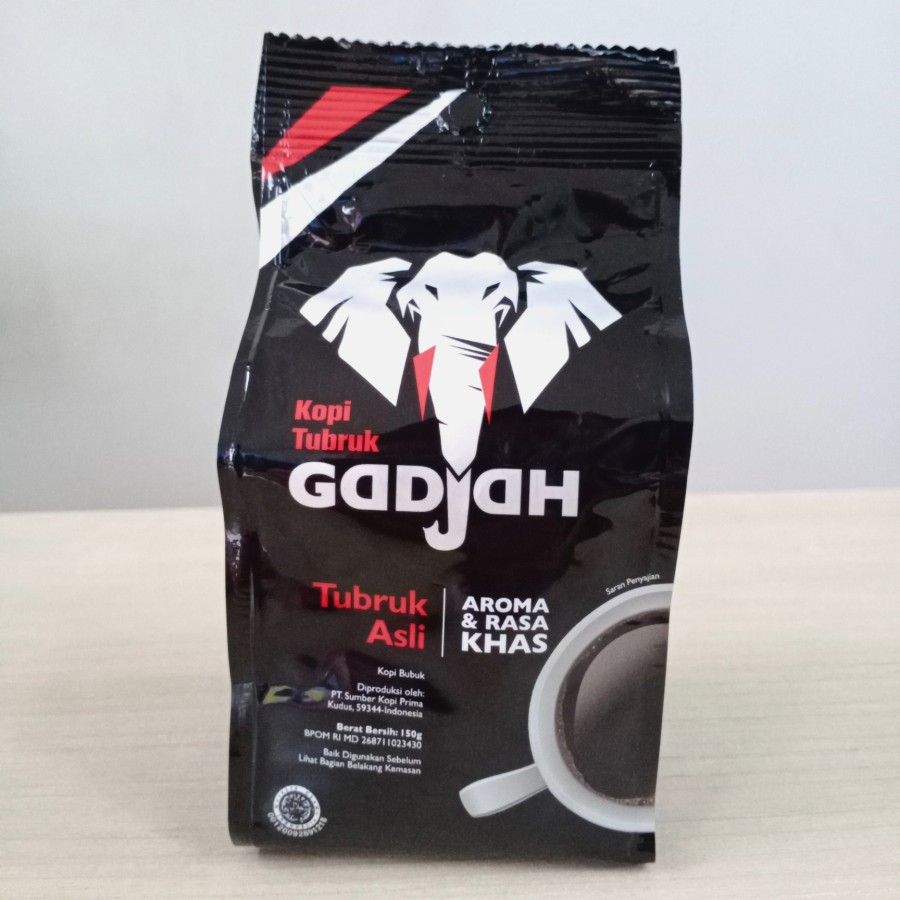 Kopi
Tubruk
GADJAH
Tubruk
Asli
AROMA
& RASA
KHAS
Saran Penyajian
Kopi Bubuk
Diproduksi oleh:
PT. Sumber Kopi Prima
Kudus, 59344-Indonesia
Berat Bersih: 150g
BPOM RI MD 268711023430
Baik Digunakan Sebelum
Lihat Bagian Belakang Kemasan